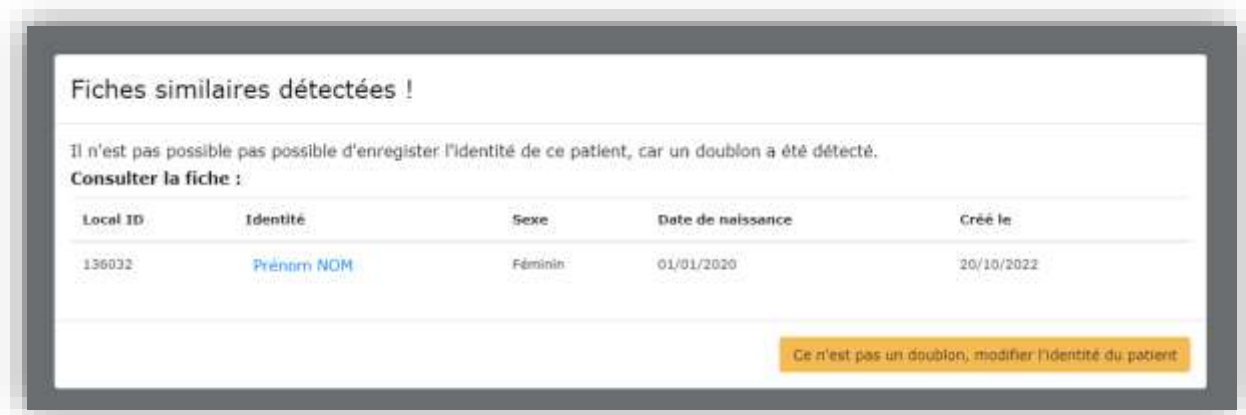 Fiches similaires détectées !
Il n'est pas possible pas possible d'enregister l'identité de ce patient, car un doublon a été détecté.
Consulter la fiche :
Local ID Identité Sexe Date de naissance Créé le
136032 Prénom NOM Féminin 01/01/2020 20/10/2022
Ce n'est pas un doublon, modifier l'identité du patient